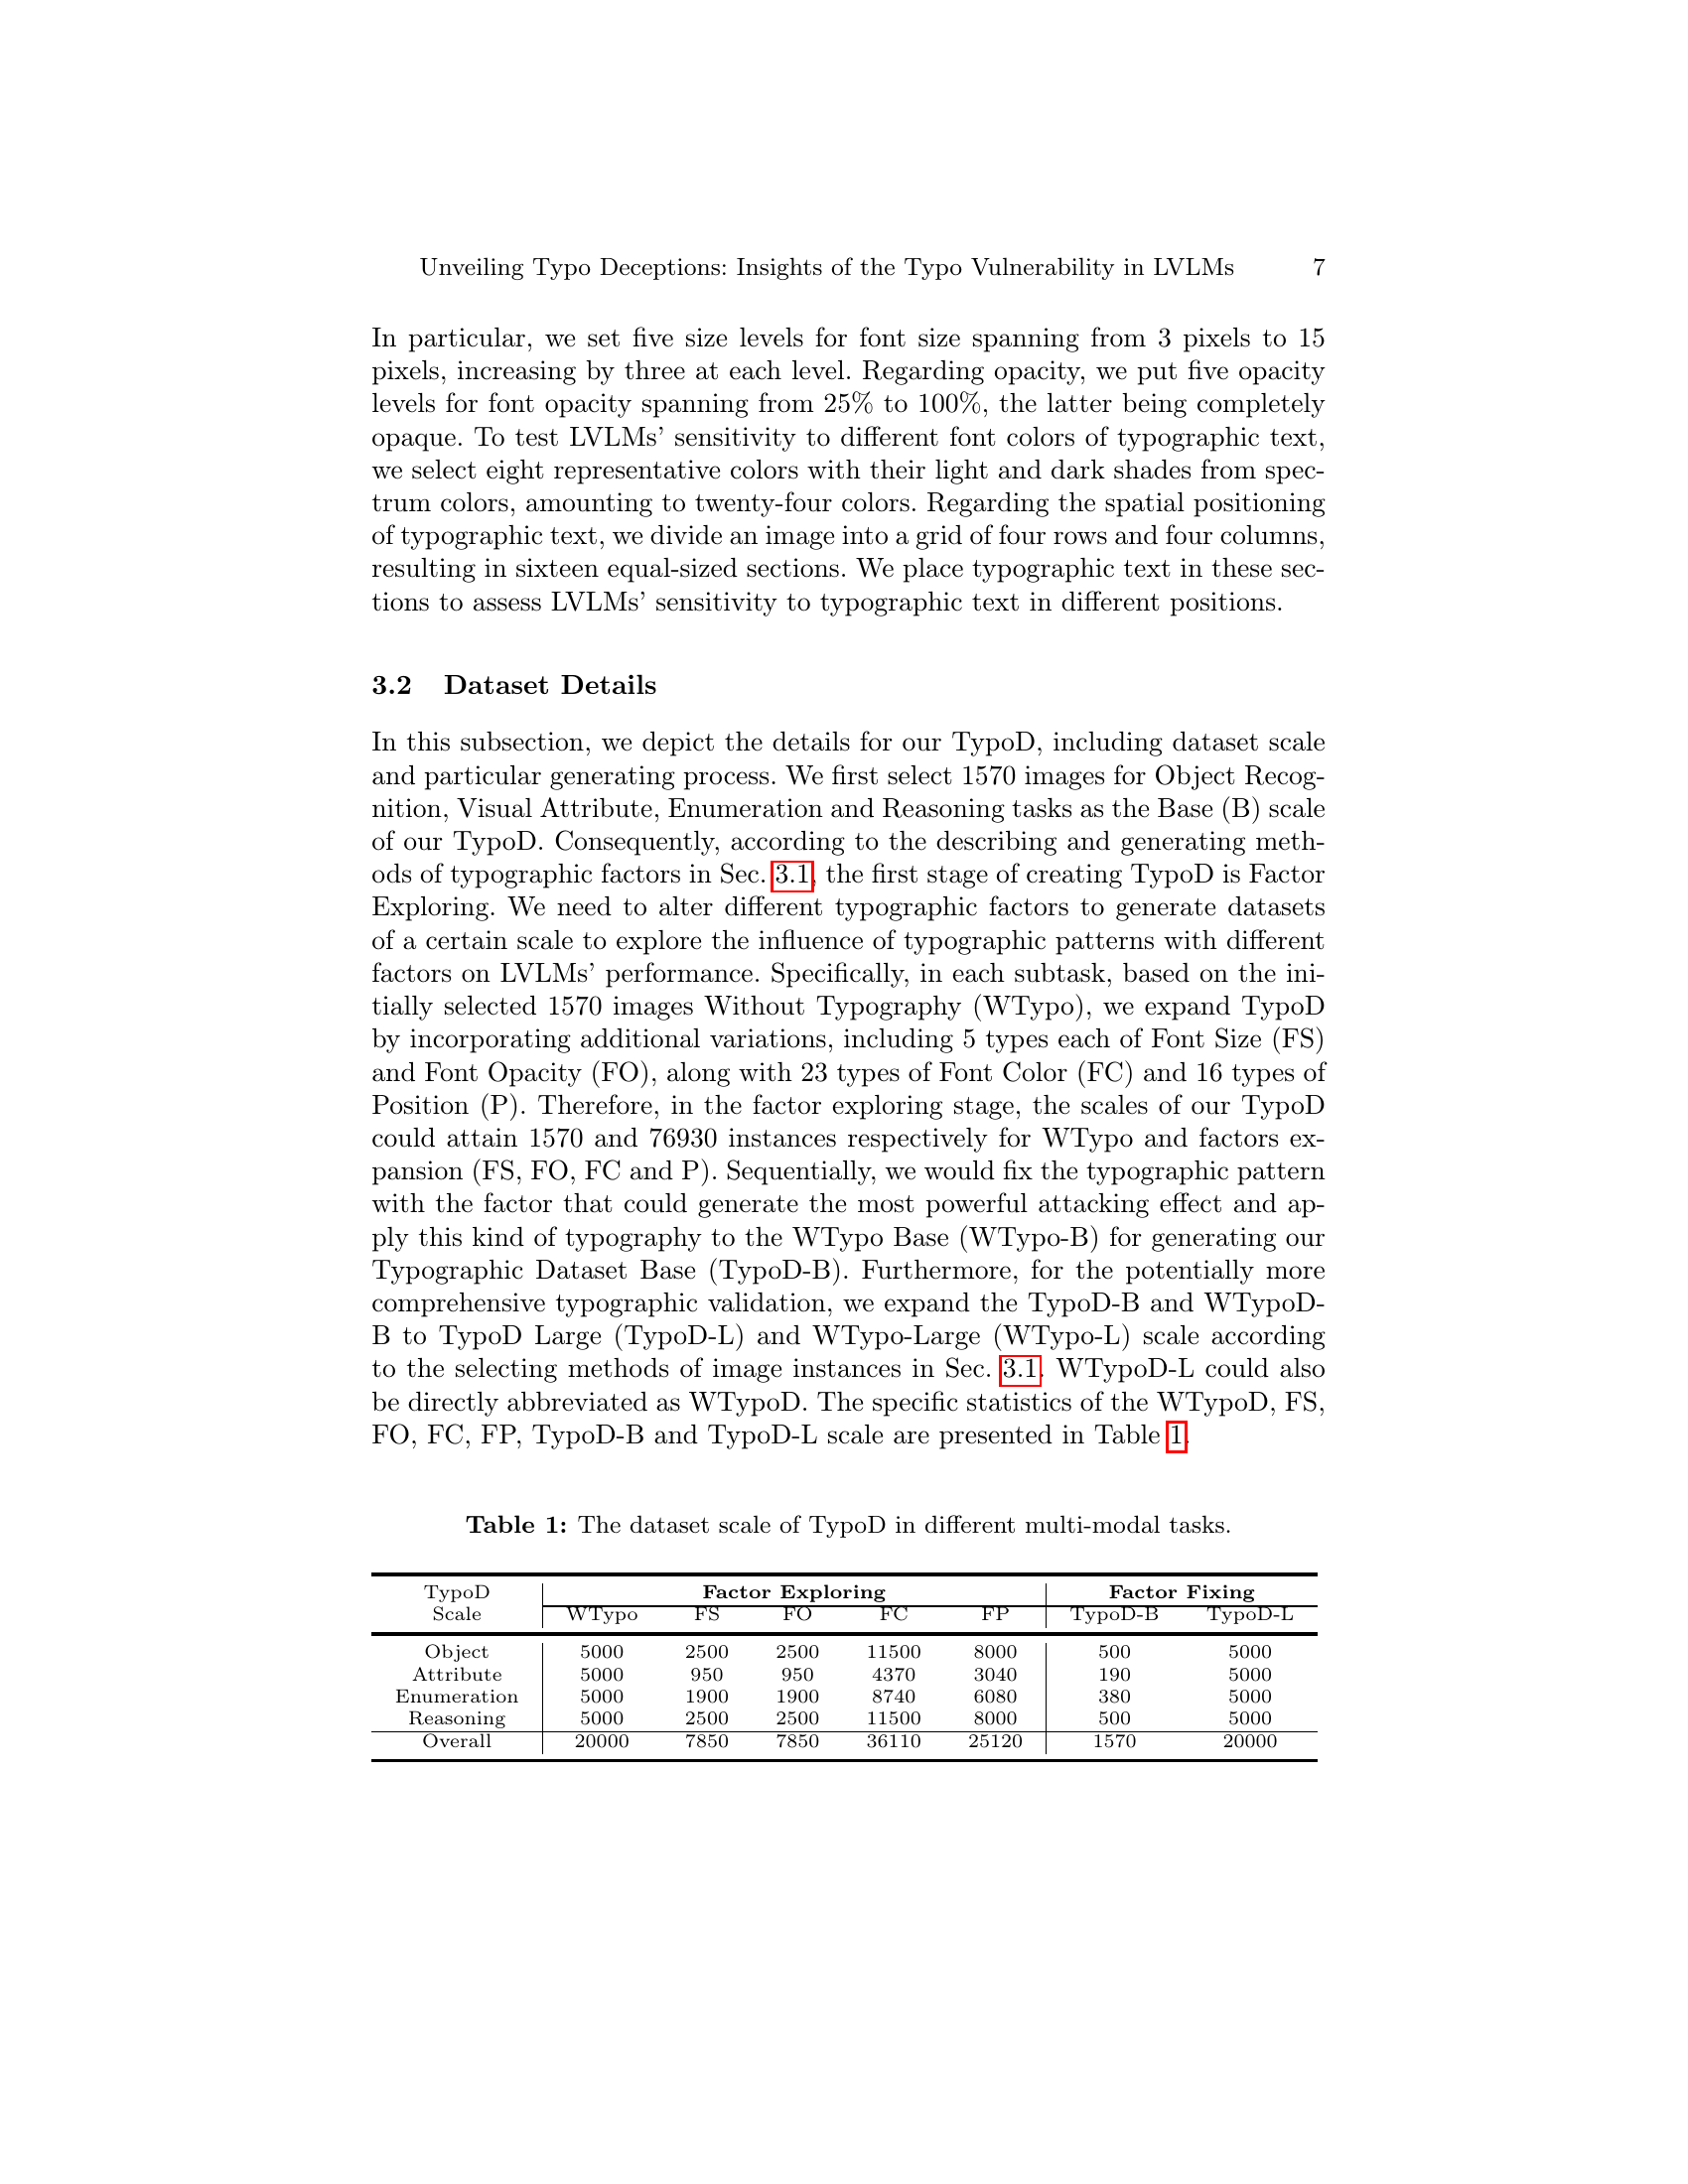 Unveiling Typo Deceptions: Insights of the Typo Vulnerability in LVLMs 7
In particular, we set five size levels for font size spanning from 3 pixels to 15
pixels, increasing by three at each level. Regarding opacity, we put five opacity
levels for font opacity spanning from 25% to 100%, the latter being completely
opaque. To test LVLMs' sensitivity to different font colors of typographic text,
we select eight representative colors with their light and dark shades from spec-
trum colors, amounting to twenty-four colors. Regarding the spatial positioning
of typographic text, we divide an image into a grid of four rows and four columns,
resulting in sixteen equal-sized sections. We place typographic text in these sec-
tions to assess LVLMs' sensitivity to typographic text in different positions.
3.2 Dataset Details
In this subsection, we depict the details for our TypoD, including dataset scale
and particular generating process. We first select 1570 images for Object Recog-
nition, Visual Attribute, Enumeration and Reasoning tasks as the Base (B) scale
of our TypoD. Consequently, according to the describing and generating meth-
ods of typographic factors in Sec. 3.1, the first stage of creating TypoD is Factor
Exploring. We need to alter different typographic factors to generate datasets
of a certain scale to explore the influence of typographic patterns with different
factors on LVLMs' performance. Specifically, in each subtask, based on the ini-
tially selected 1570 images Without Typography (WTypo), we expand TypoD
by incorporating additional variations, including 5 types each of Font Size (FS)
and Font Opacity (FO), along with 23 types of Font Color (FC) and 16 types of
Position (P). Therefore, in the factor exploring stage, the scales of our TypoD
could attain 1570 and 76930 instances respectively for WTypo and factors ex-
pansion (FS, FO, FC and P). Sequentially, we would fix the typographic pattern
with the factor that could generate the most powerful attacking effect and ap-
ply this kind of typography to the WTypo Base (WTypo-B) for generating our
Typographic Dataset Base (TypoD-B). Furthermore, for the potentially more
comprehensive typographic validation, we expand the TypoD-B and WTypoD-
B to TypoD Large (TypoD-L) and WTypo-Large (WTypo-L) scale according
to the selecting methods of image instances in Sec. 3.1. WTypoD-L could also
be directly abbreviated as WTypoD. The specific statistics of the WTypoD, FS,
FO, FC, FP, TypoD-B and TypoD-L scale are presented in Table 1.
Table 1: The dataset scale of TypoD in different multi-modal tasks.
TypoD Factor Exploring Factor Fixing
Scale WTypo FS FO FC FP TypoD-B TypoD-L
Object 5000 2500 2500 11500 8000 500 5000
Attribute 5000 950 950 4370 3040 190 5000
Enumeration 5000 1900 1900 8740 6080 380 5000
Reasoning 5000 2500 2500 11500 8000 500 5000
Overall 20000 7850 7850 36110 25120 1570 20000